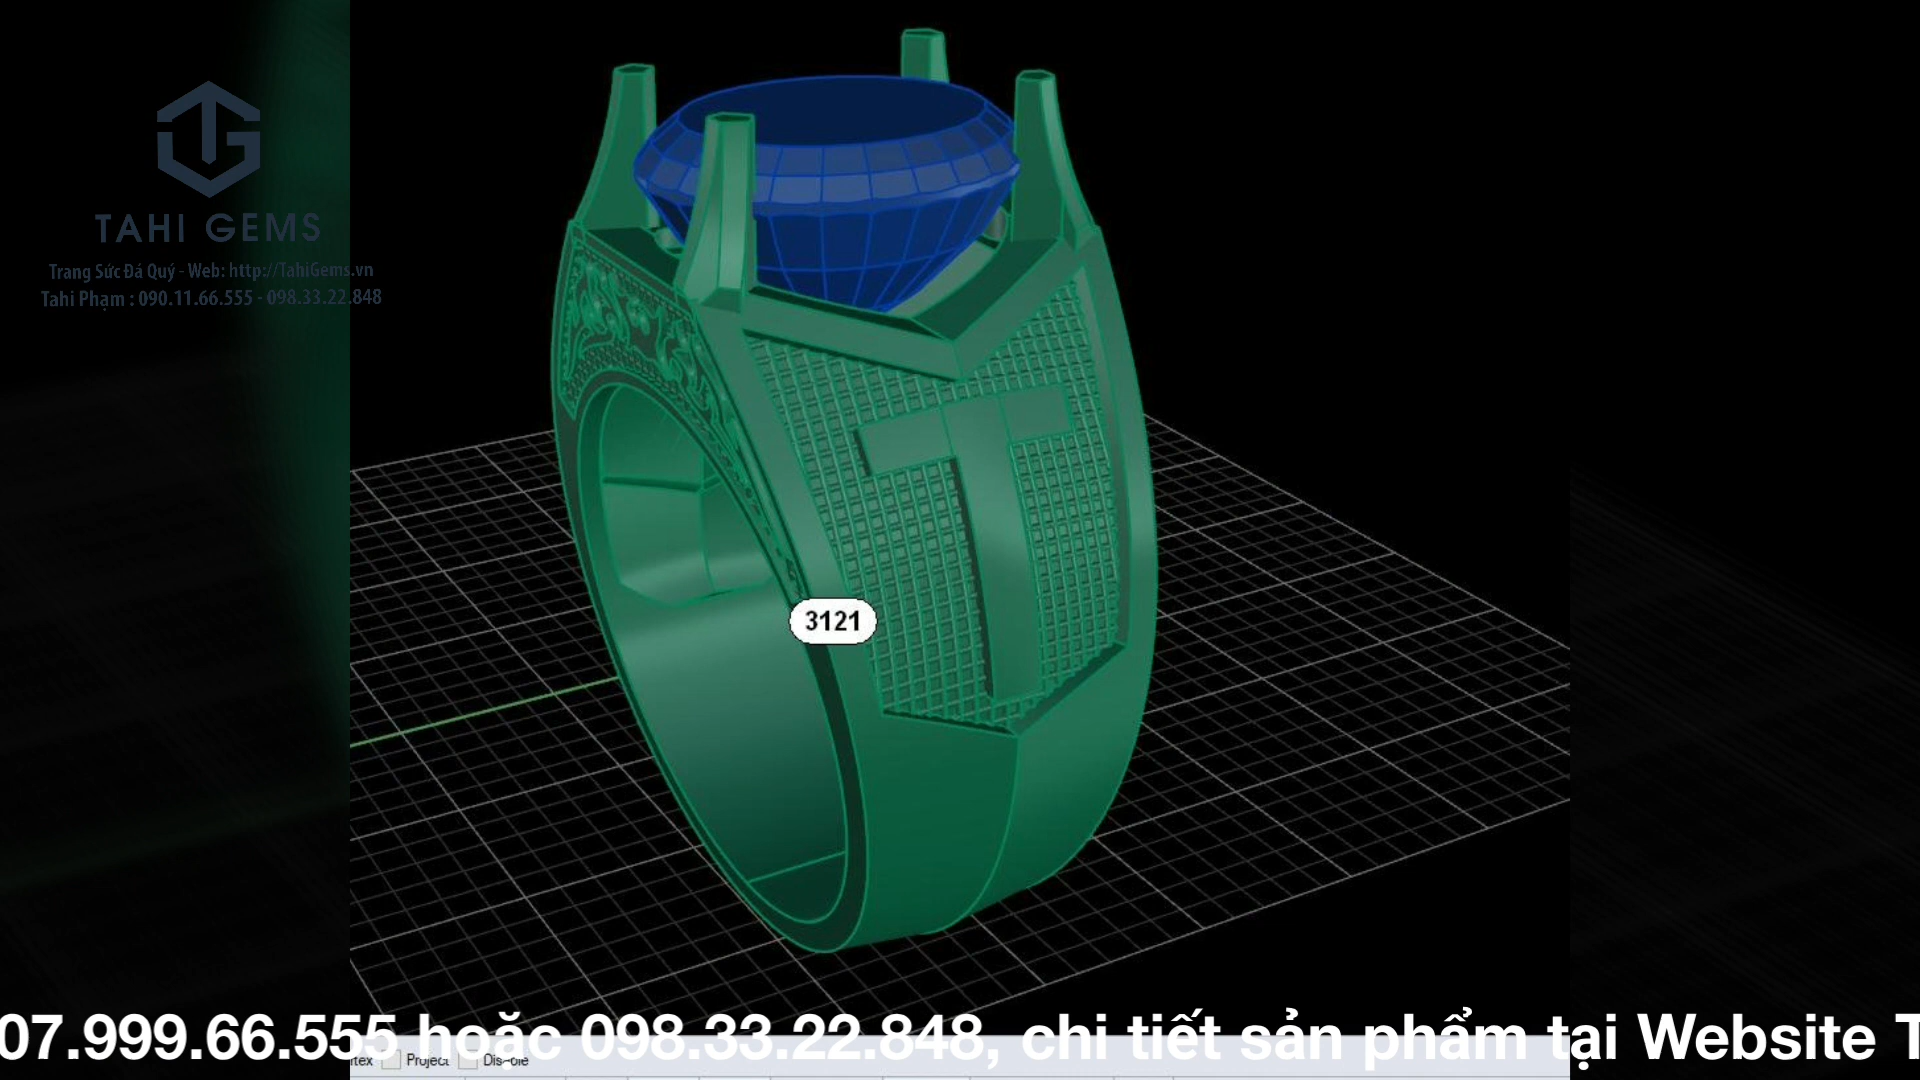 TAHI GEMS
Trang Sức Đá Quý - Web: http://TahiGems.vn
Tahi Phạm : 090.11.66.555 - 098.33.22.848
T
3121
07.999.66.555 hoặc 098.33.22.848, chi tiết sản phẩm tại Website T
Project